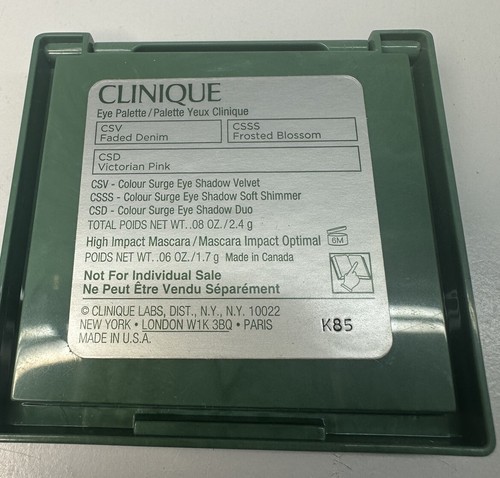 CLINIQUE
Eye Palette/Palette Yeux Clinique
CSV
Faded Denim
CSSS
Frosted Blossom
CSD
Victorian Pink
CSV - Colour Surge Eye Shadow Velvet
CSSS - Colour Surge Eye Shadow Soft Shimmer
CSD - Colour Surge Eye Shadow Duo
TOTAL POIDS NET WT..08 OZ./2.4 g
High Impact Mascara/Mascara Impact Optimal 6M
POIDS NET WT. .06 OZ./1.7 g Made in Canada
Not For Individual Sale
Ne Peut Être Vendu Séparément
© CLINIQUE LABS, DIST., N.Y., N.Y. 10022
NEW YORK • LONDON W1K 3BQ • PARIS
MADE IN U.S.A.
K85